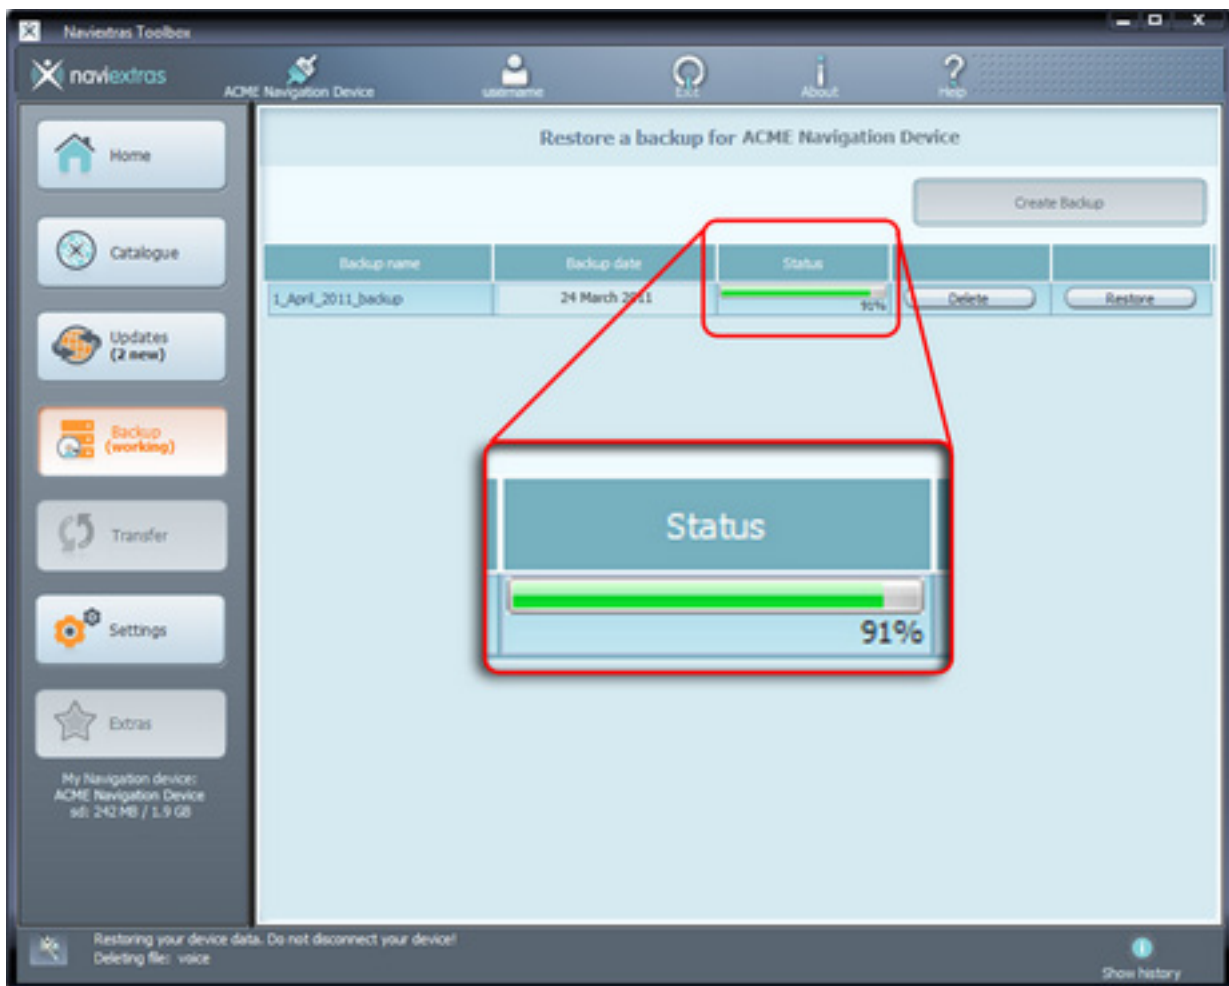 Naviextras Toolbox
naviextras
ACME Navigation Device
username
Exit
About
Help
Home
Catalogue
Updates
(2 new)
Backup
(working)
Transfer
Settings
Extras
My Navigation device:
ACME Navigation Device
sd: 242 MB / 1.9 GB
Restore a backup for ACME Navigation Device
Create Backup
Backup name Backup date Status
1_April_2011_backup 24 March 2011 91% Delete Restore
Status
91%
Restoring your device data. Do not disconnect your device!
Deleting file: voice
Show history